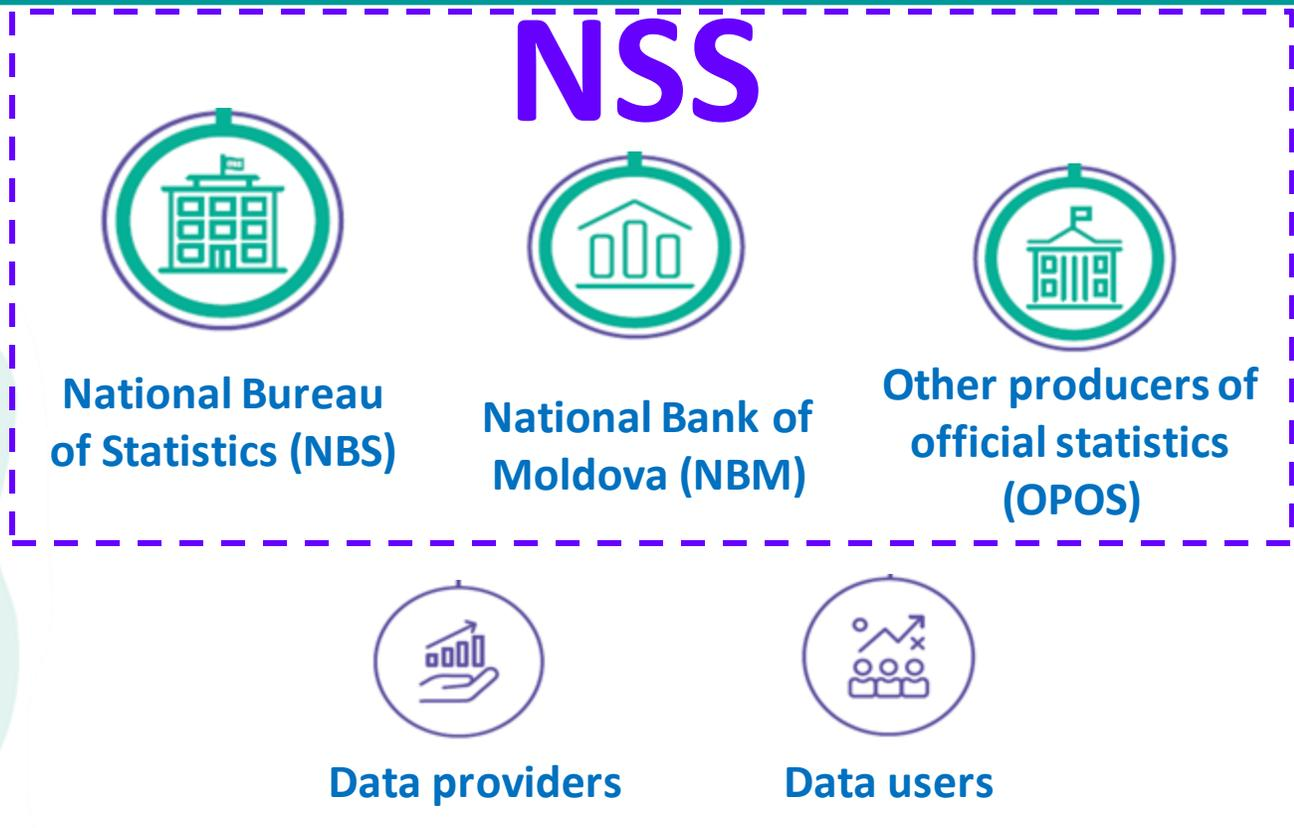 NSS
National Bureau
of Statistics (NBS)
National Bank of
Moldova (NBM)
Other producers of
official statistics
(OPOS)
Data providers
Data users